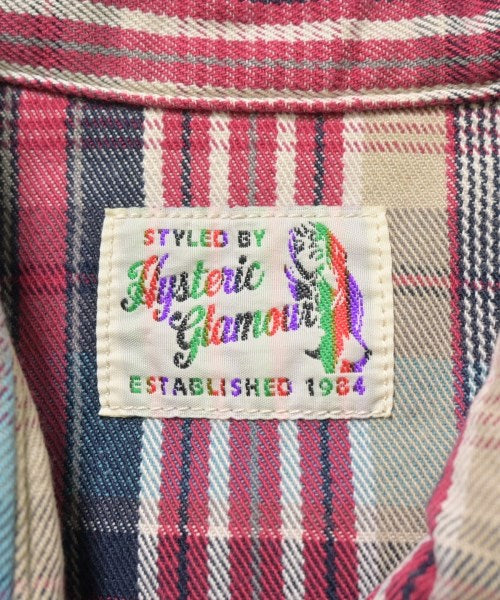 STYLED BY
Hysteric
Glamour
ESTABLISHED 1984